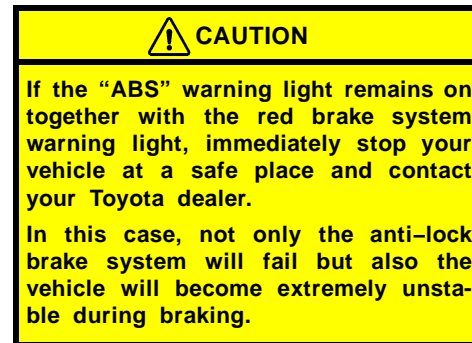 CAUTION
If the “ABS” warning light remains on
together with the red brake system
warning light, immediately stop your
vehicle at a safe place and contact
your Toyota dealer.
In this case, not only the anti–lock
brake system will fail but also the
vehicle will become extremely unsta-
ble during braking.